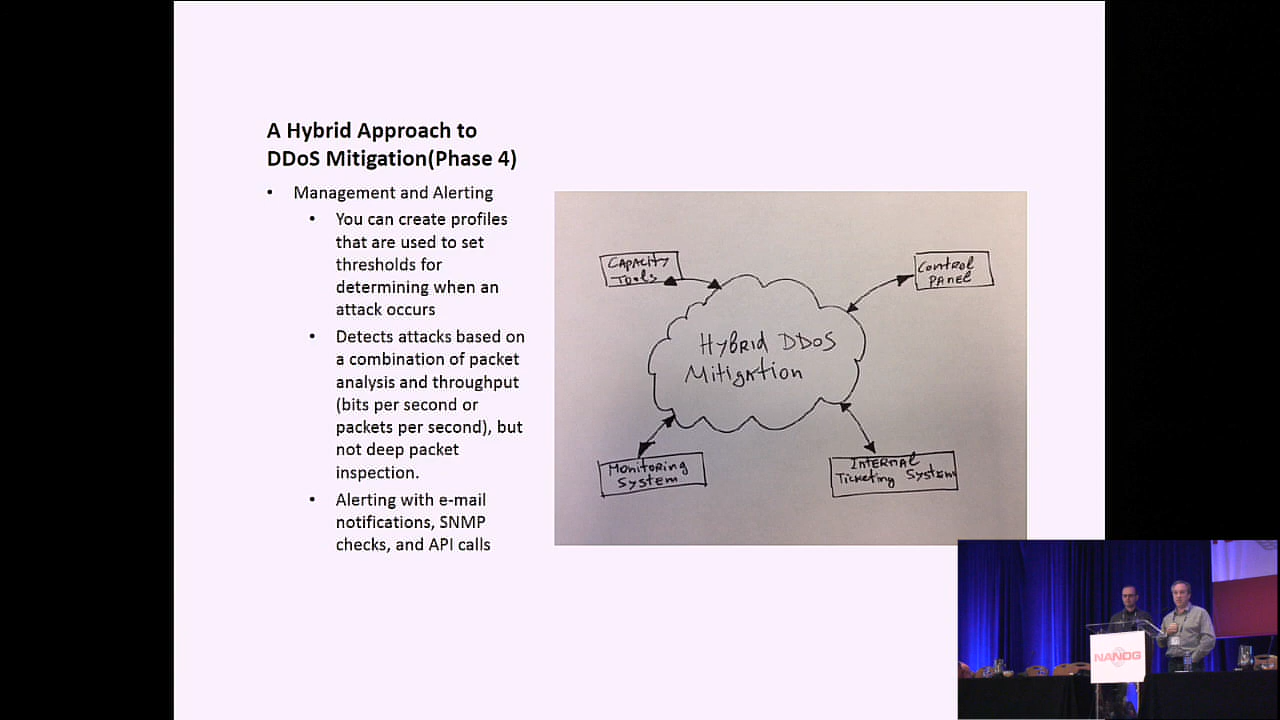 A Hybrid Approach to
DDoS Mitigation(Phase 4)
• Management and Alerting
• You can create profiles
that are used to set
thresholds for
determining when an
attack occurs
• Detects attacks based on
a combination of packet
analysis and throughput
(bits per second or
packets per second), but
not deep packet
inspection.
• Alerting with e-mail
notifications, SNMP
checks, and API calls
Capacity
Tools
Control
Panel
Hybrid DDoS
Mitigation
Monitoring
System
Internal
Ticketing System
NANOG